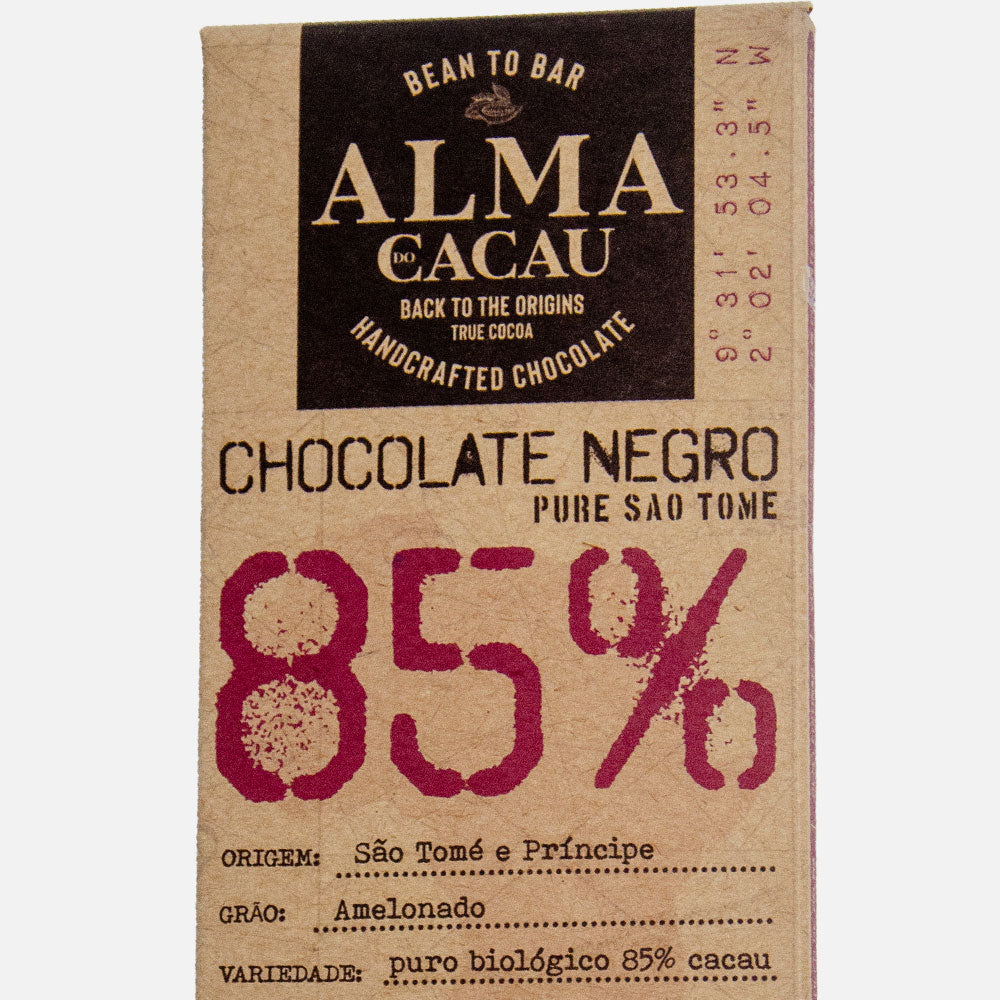 BEAN TO BAR
ALMA
DO CACAU
BACK TO THE ORIGINS
TRUE COCOA
HANDCRAFTED CHOCOLATE
9° 31' 53.3" N
2° 02' 04.5" W
CHOCOLATE NEGRO
PURE SAO TOME
85%
ORIGEM: São Tomé e Príncipe
GRÃO: Amelonado
VARIEDADE: puro biológico 85% cacau